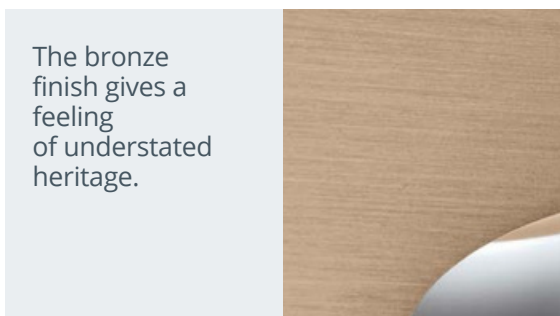 The bronze
finish gives a
feeling
of understated
heritage.